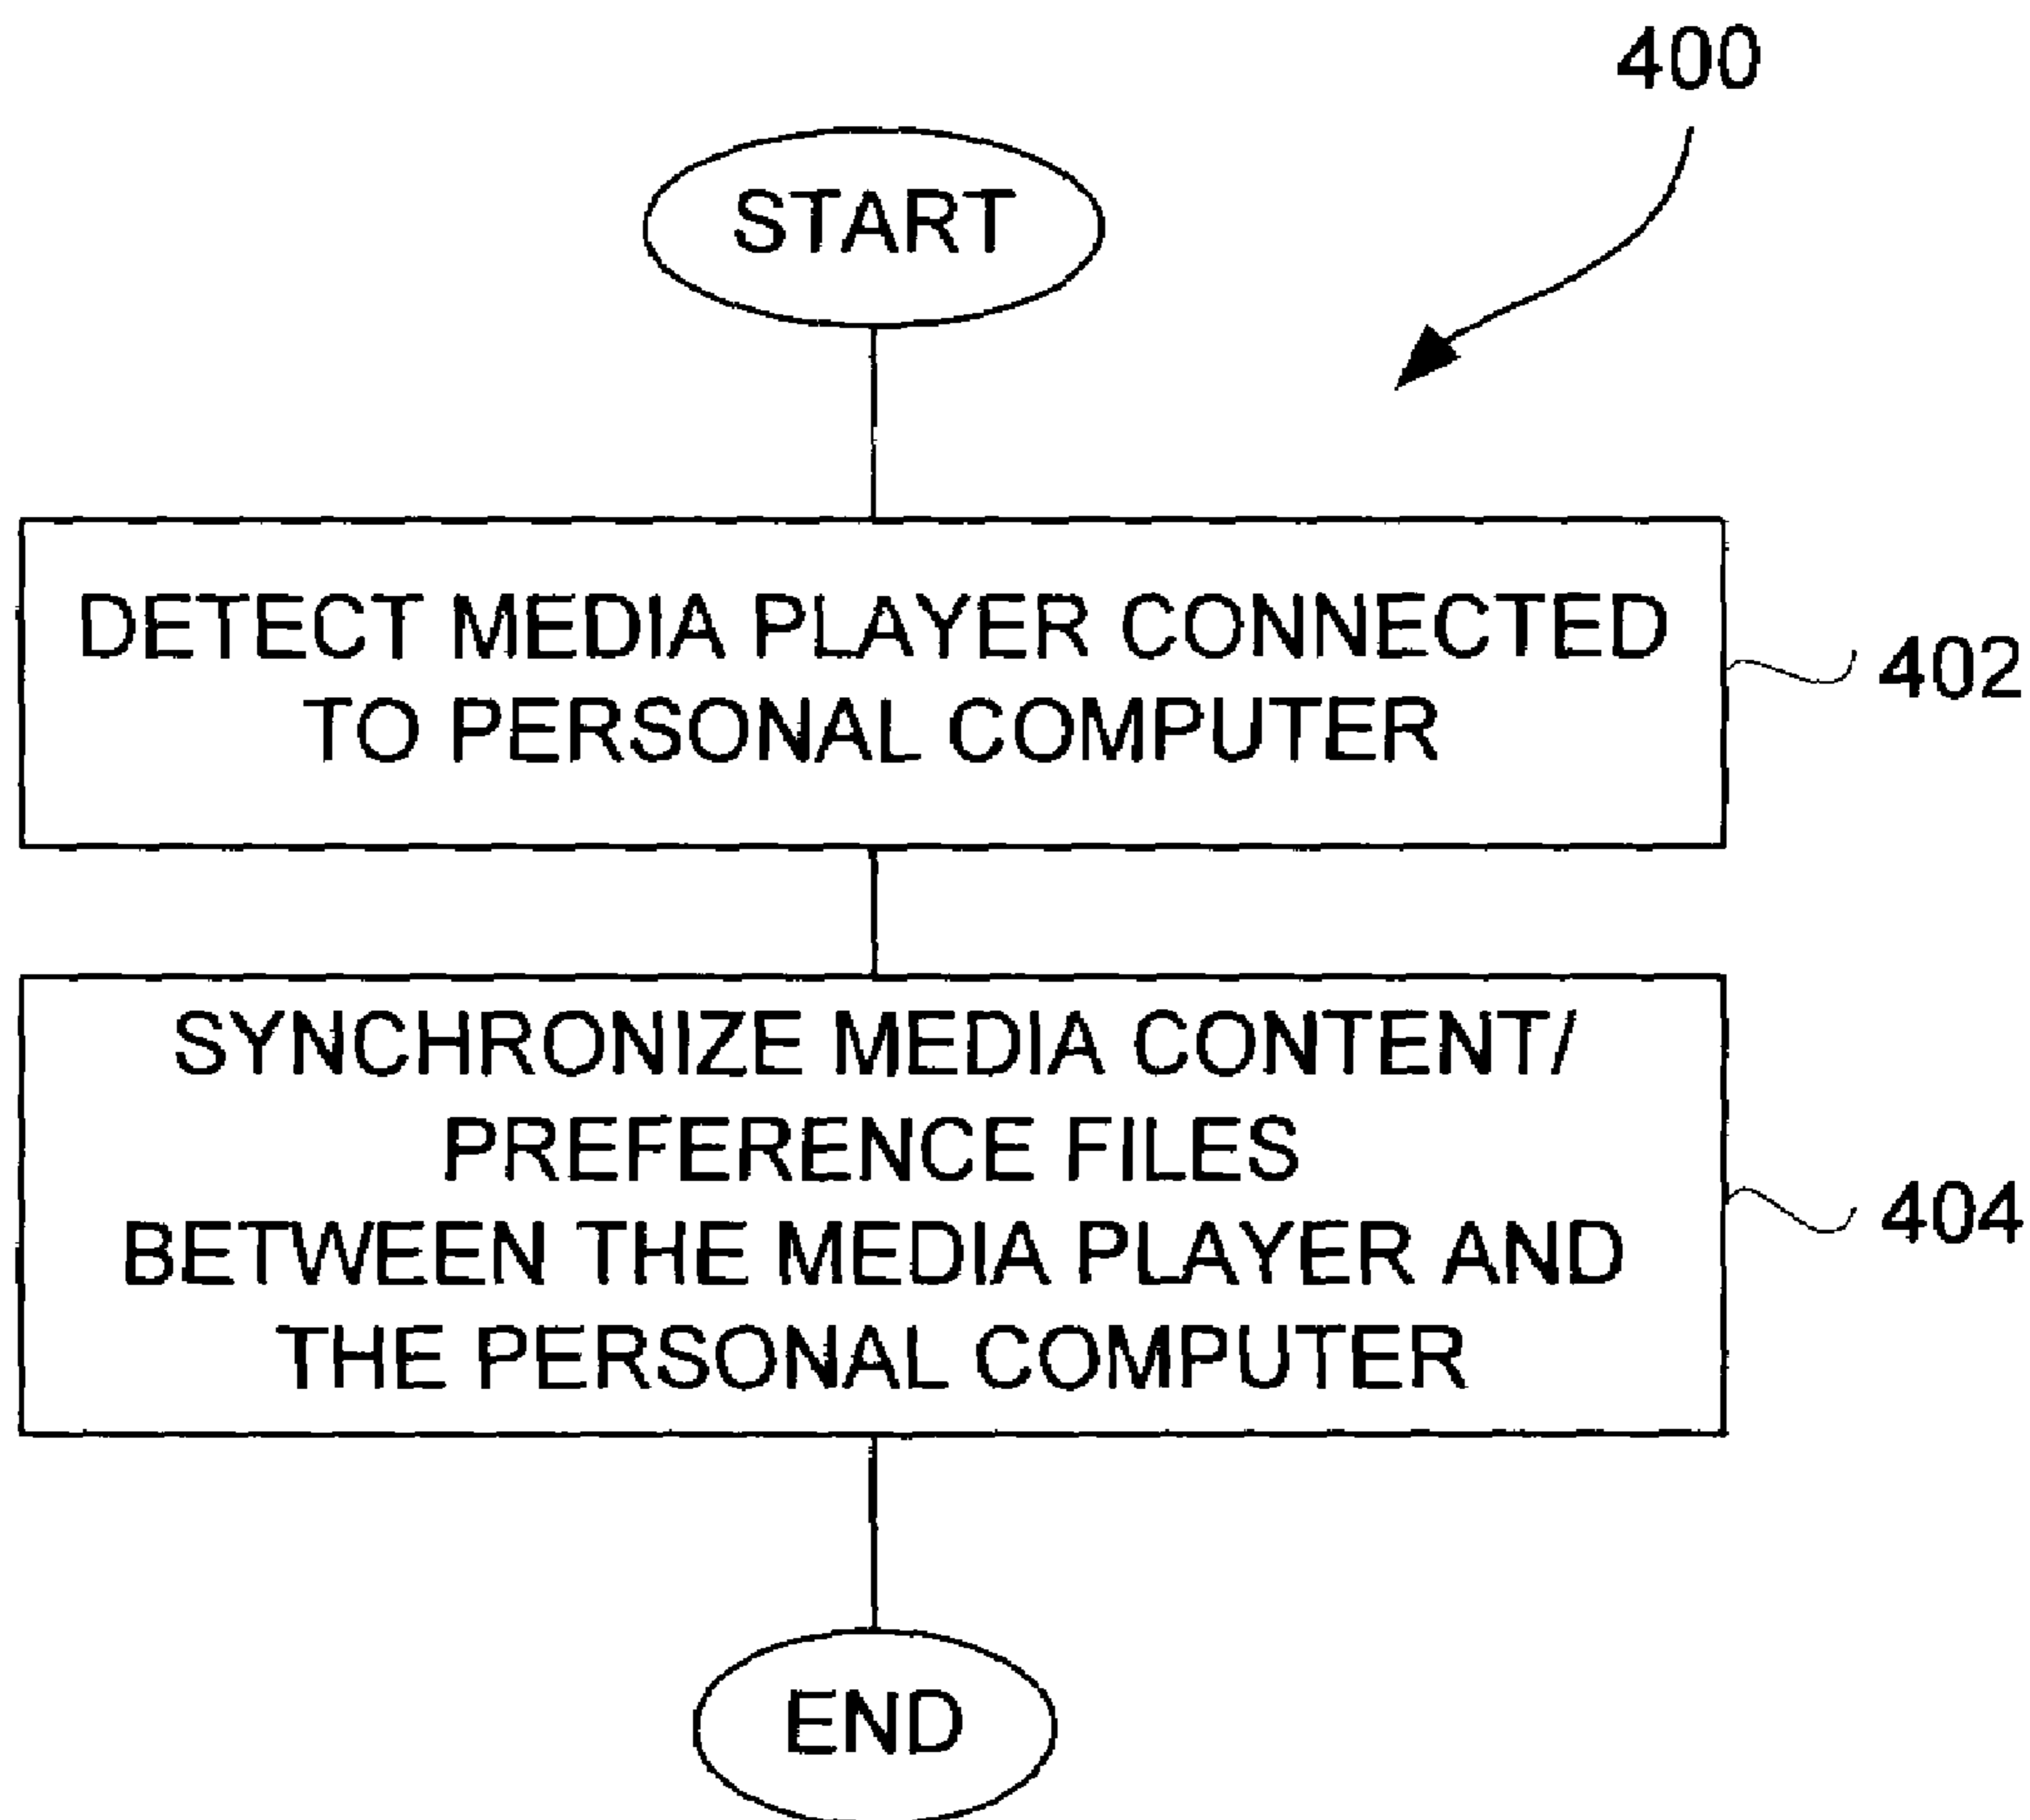 400
START
DETECT MEDIA PLAYER CONNECTED
TO PERSONAL COMPUTER
402
SYNCHRONIZE MEDIA CONTENT/
PREFERENCE FILES
BETWEEN THE MEDIA PLAYER AND
THE PERSONAL COMPUTER
404
END